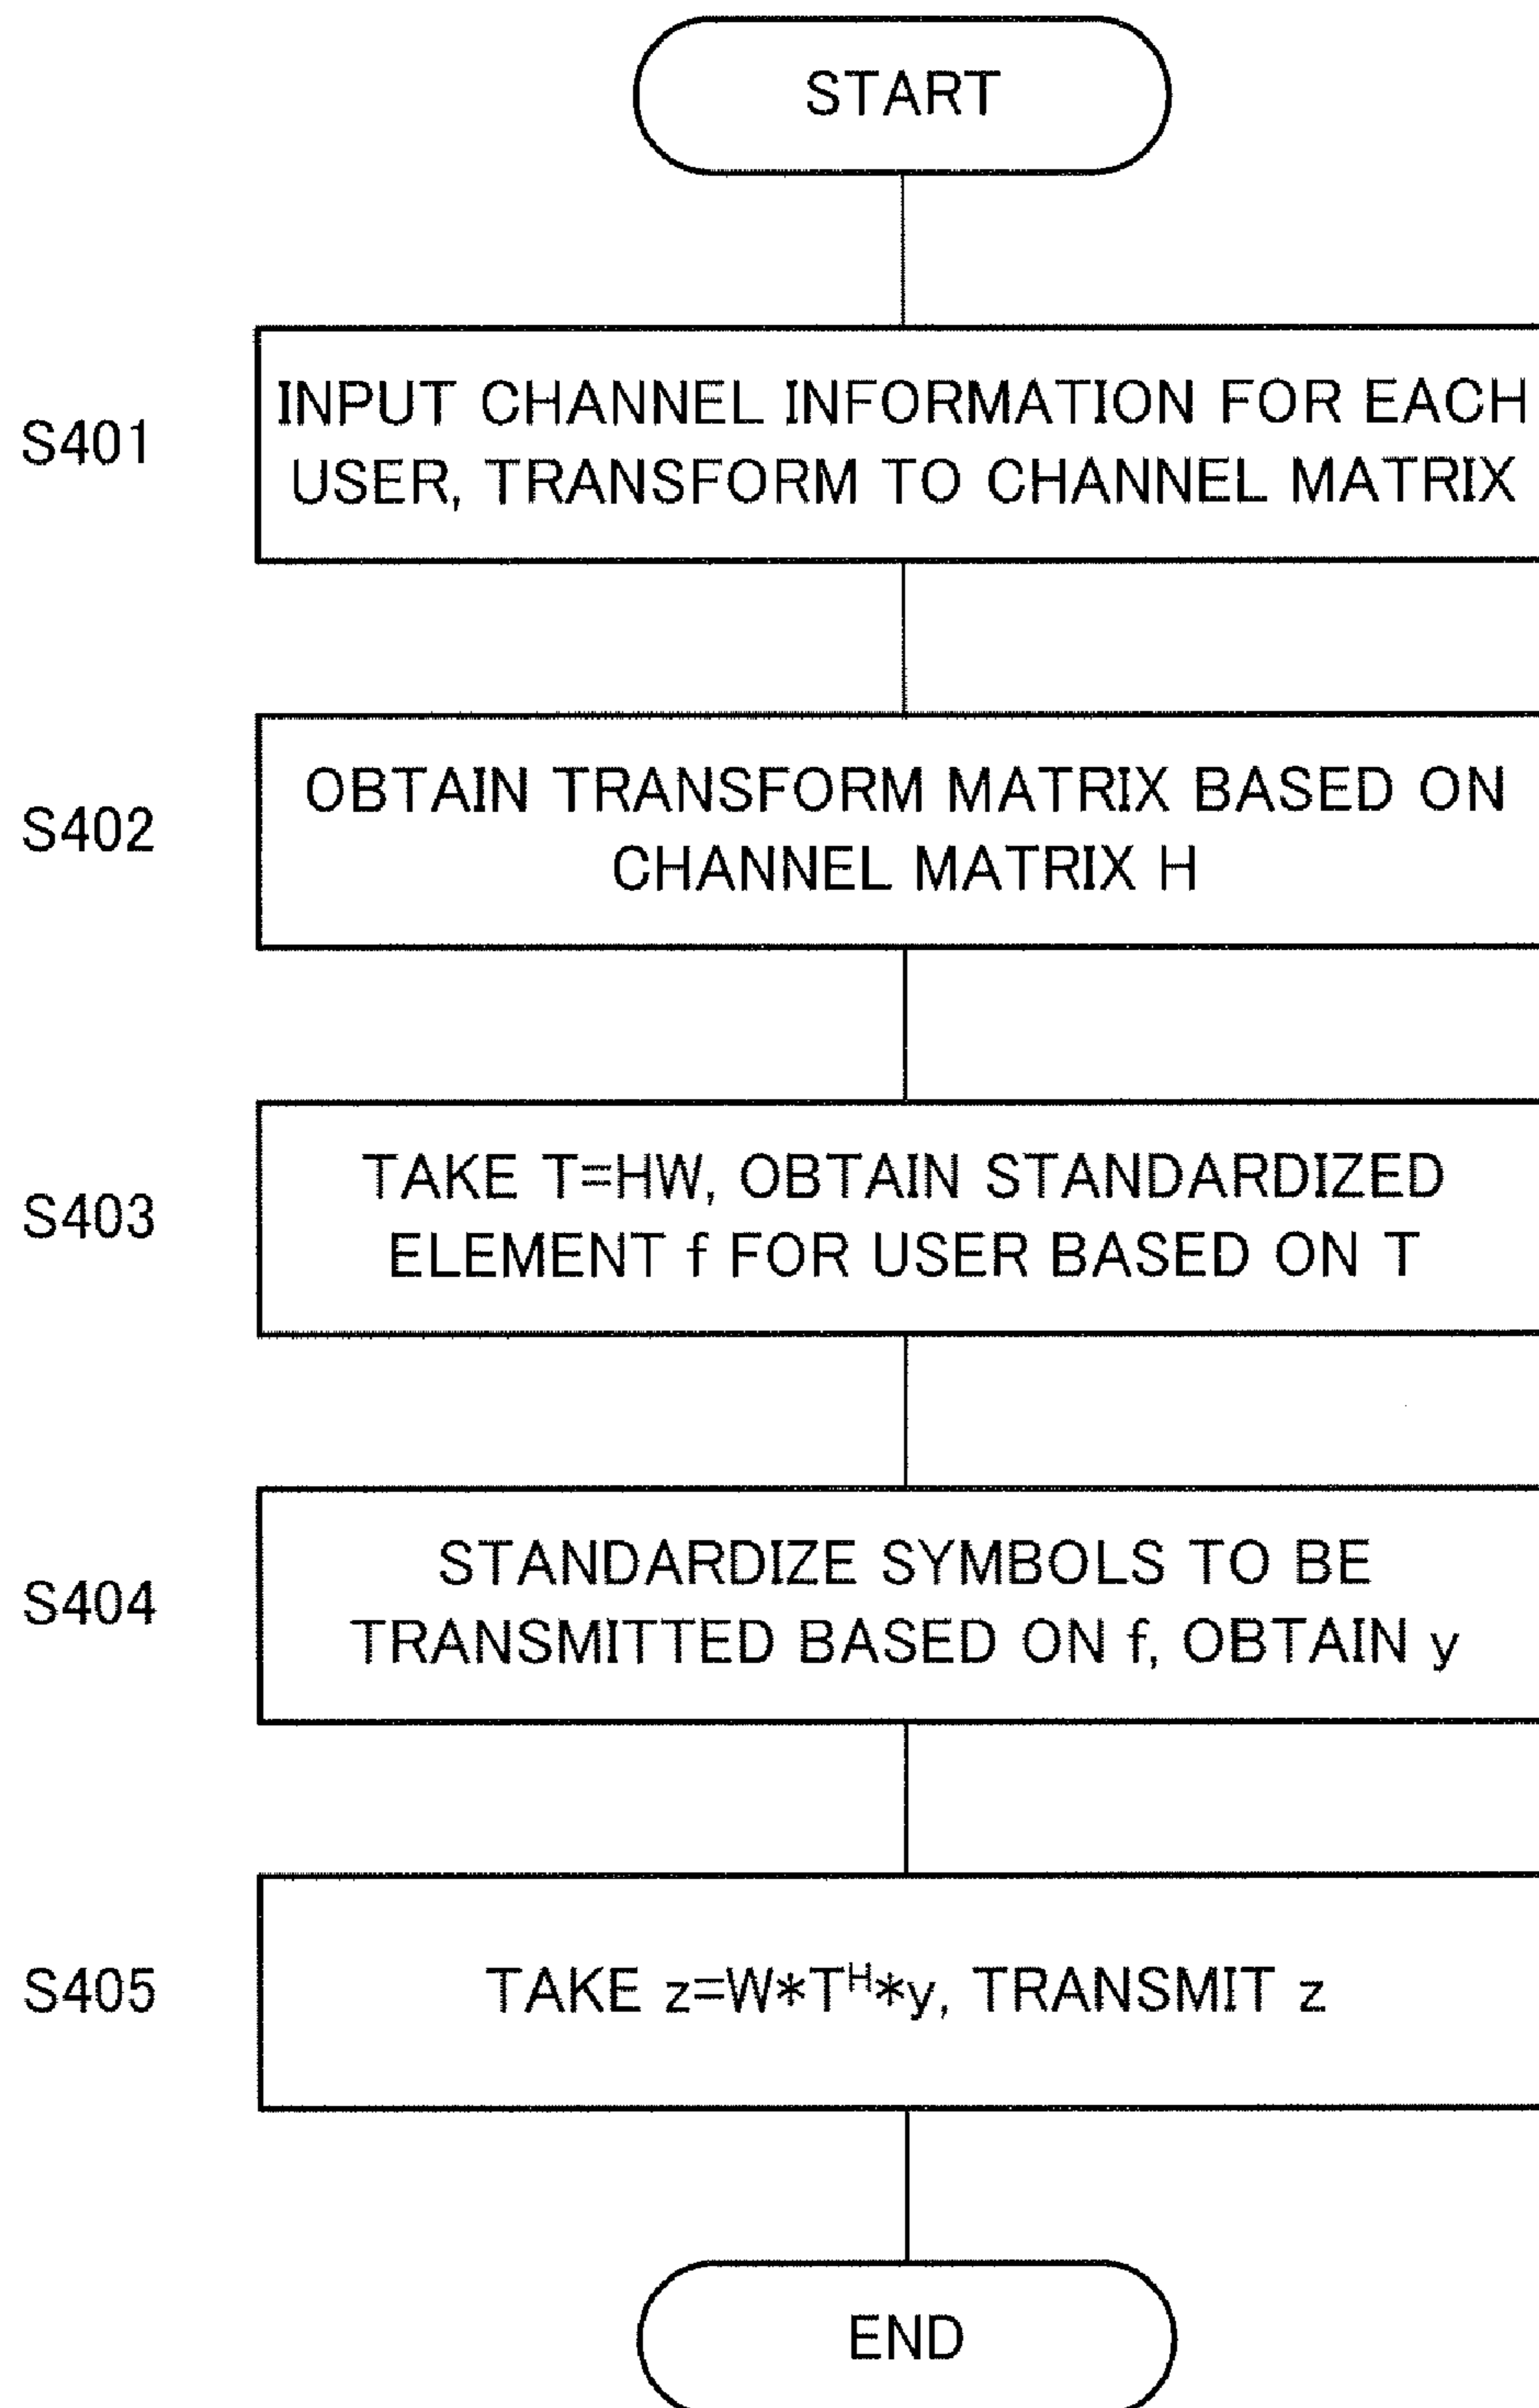 START
S401
INPUT CHANNEL INFORMATION FOR EACH
USER, TRANSFORM TO CHANNEL MATRIX
S402
OBTAIN TRANSFORM MATRIX BASED ON
CHANNEL MATRIX H
S403
TAKE T=HW, OBTAIN STANDARDIZED
ELEMENT f FOR USER BASED ON T
S404
STANDARDIZE SYMBOLS TO BE
TRANSMITTED BASED ON f, OBTAIN y
S405
TAKE z=W*Tᴴ*y, TRANSMIT z
END